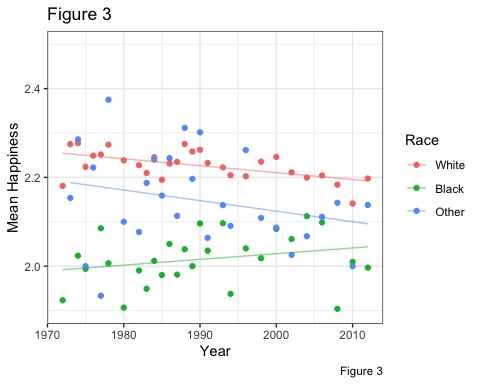 Figure 3
Mean Happiness
2.4
2.2
2.0
1970
1980
1990
2000
2010
Year
Race
White
Black
Other
Figure 3